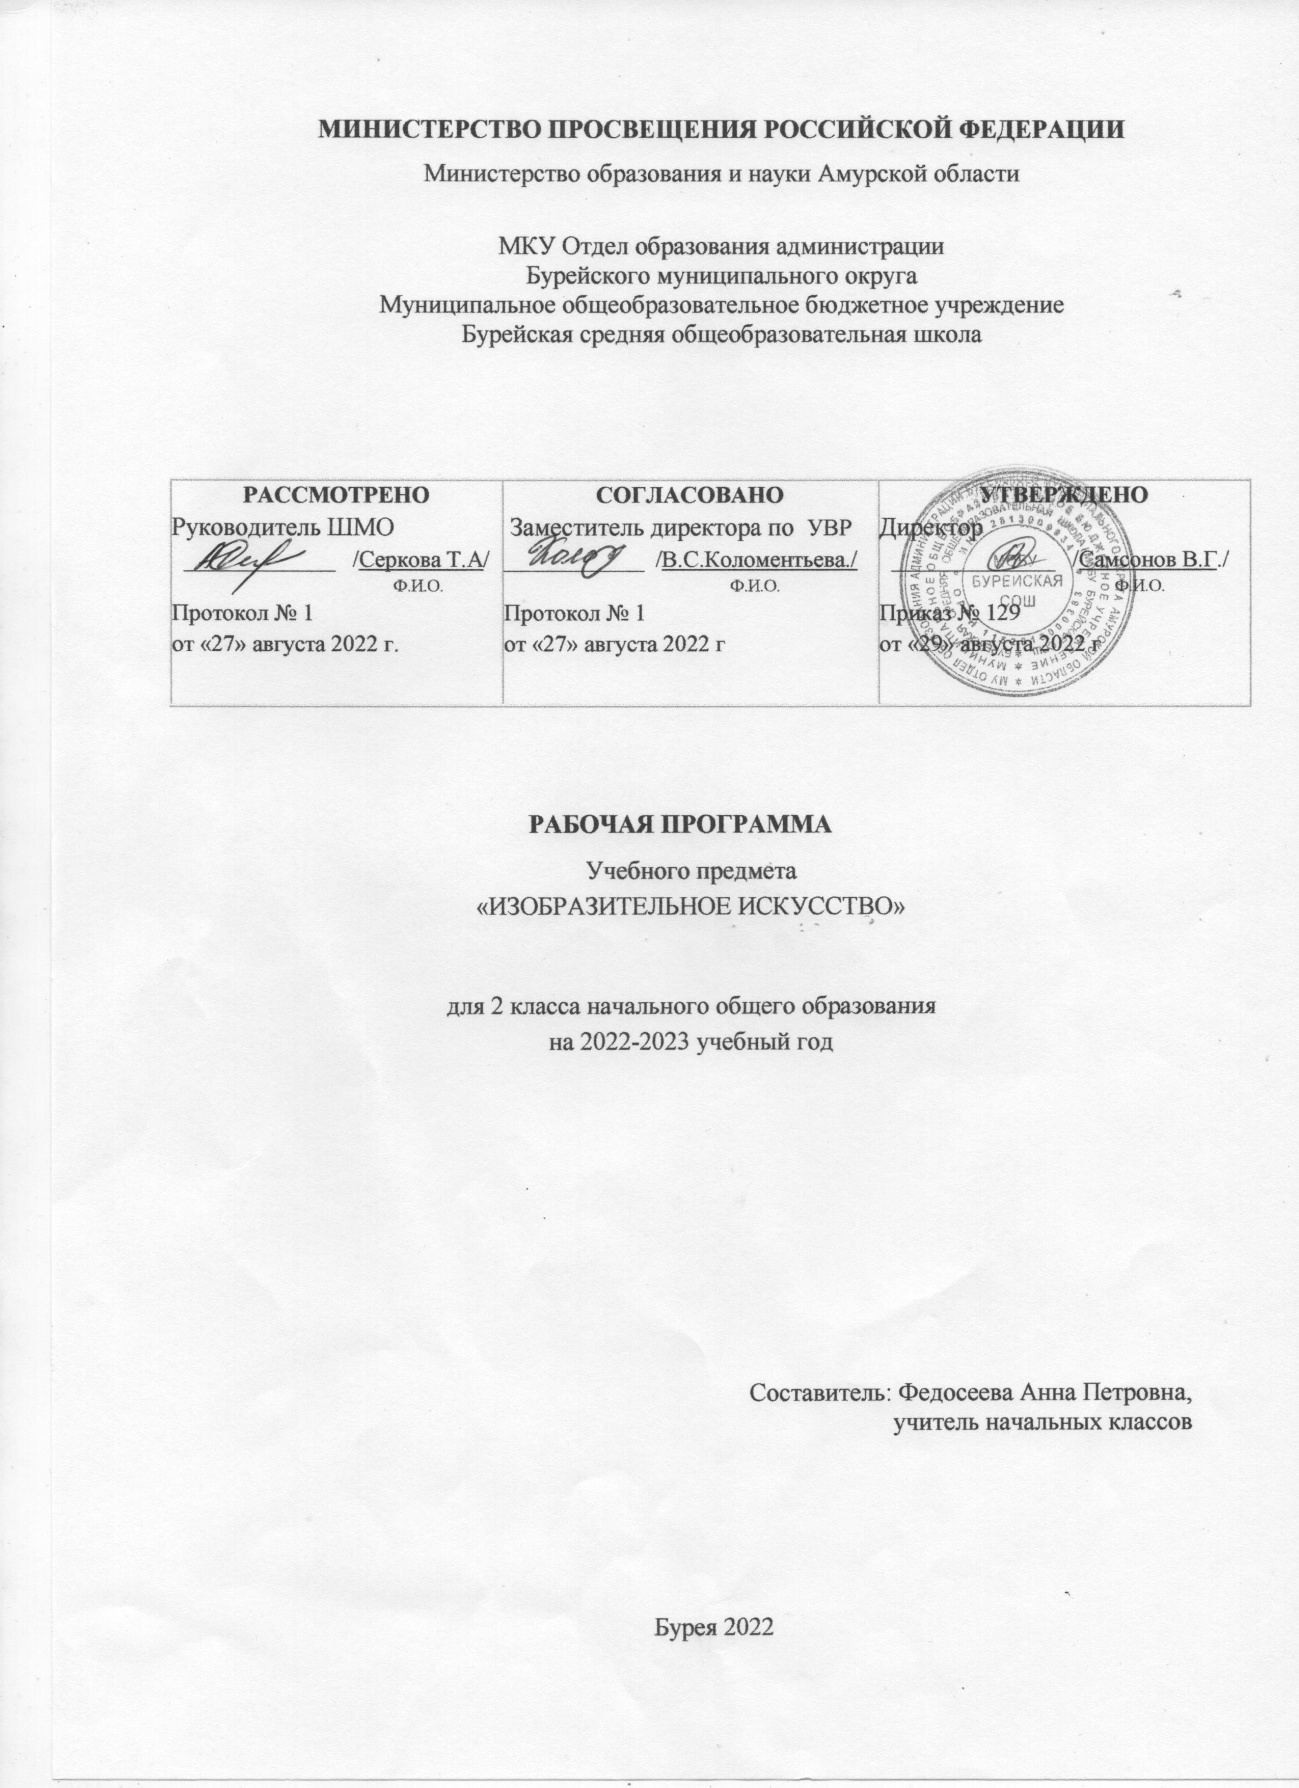 МИНИСТЕРСТВО ПРОСВЕЩЕНИЯ РОССИЙСКОЙ ФЕДЕРАЦИИ
Министерство образования и науки Амурской области
МКУ Отдел образования администрации
Бурейского муниципального округа
Муниципальное общеобразовательное бюджетное учреждение
Бурейская средняя общеобразовательная школа
РАССМОТРЕНО
Руководитель ШМО
/Серкова Т.А/
Ф.И.О.
Протокол № 1
от «27» августа 2022 г.
СОГЛАСОВАНО
Заместитель директора по УВР
/В.С.Коломентьева./
Ф.И.О.
Протокол № 1
от «27» августа 2022 г
УТВЕРЖДЕНО
Директор
/Самсонов В.Г./
Ф.И.О.
Приказ № 129
от «29» августа 2022 г
МОБУ
БУРЕЙСКАЯ
СОШ
РАБОЧАЯ ПРОГРАММА
Учебного предмета
«ИЗОБРАЗИТЕЛЬНОЕ ИСКУССТВО»
для 2 класса начального общего образования
на 2022-2023 учебный год
Составитель: Федосеева Анна Петровна,
учитель начальных классов
Бурея 2022